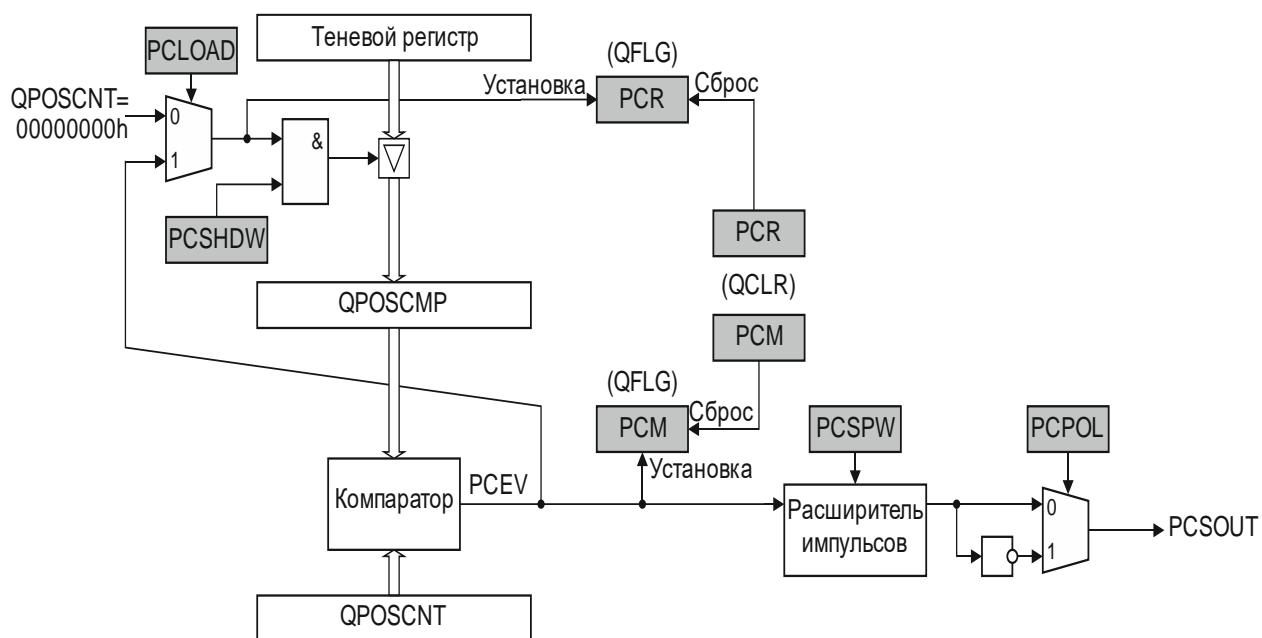 Теневой регистр
PCLOAD
(QFLG)
Установка
PCR
Сброс
QPOSCNT=
00000000h
0
1
&
PCSHDW
PCR
(QCLR)
QPOSCMP
PCM
(QFLG)
PCM
Сброс
Установка
PCSPW
PCPOL
Компаратор
PCEV
Расширитель
импульсов
0
1
PCSOUT
QPOSCNT